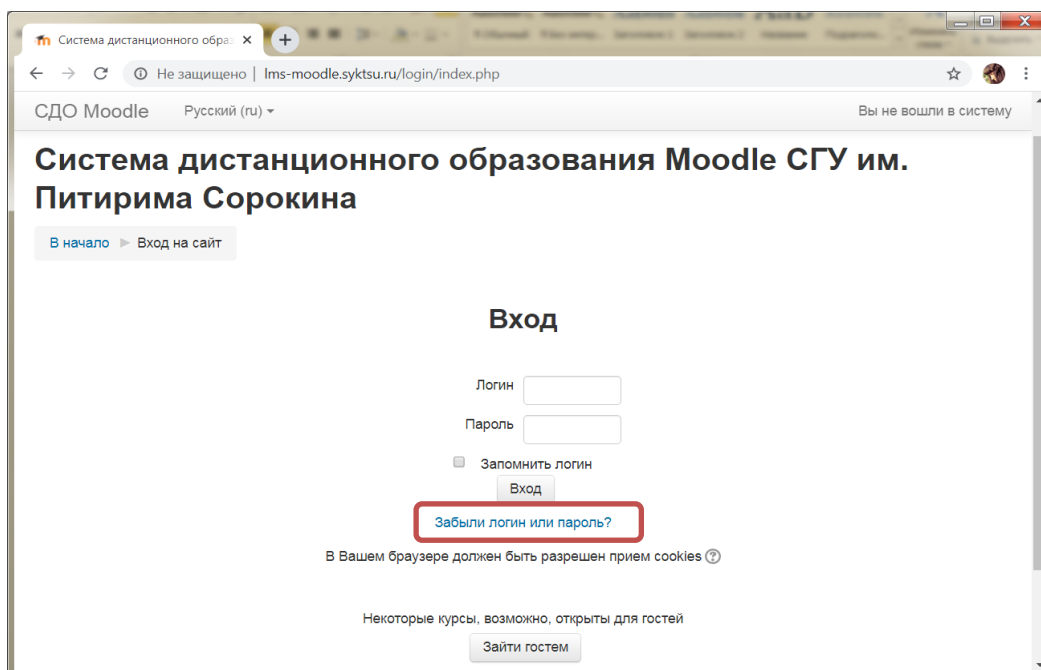 Система дистанционного образ
Не защищено | lms-moodle.syktsu.ru/login/index.php
СДО Moodle Русский (ru) Вы не вошли в систему
Система дистанционного образования Moodle СГУ им.
Питирима Сорокина
В начало ▶ Вход на сайт
Вход
Логин
Пароль
Запомнить логин
Вход
Забыли логин или пароль?
В Вашем браузере должен быть разрешен прием cookies ?
Некоторые курсы, возможно, открыты для гостей
Зайти гостем